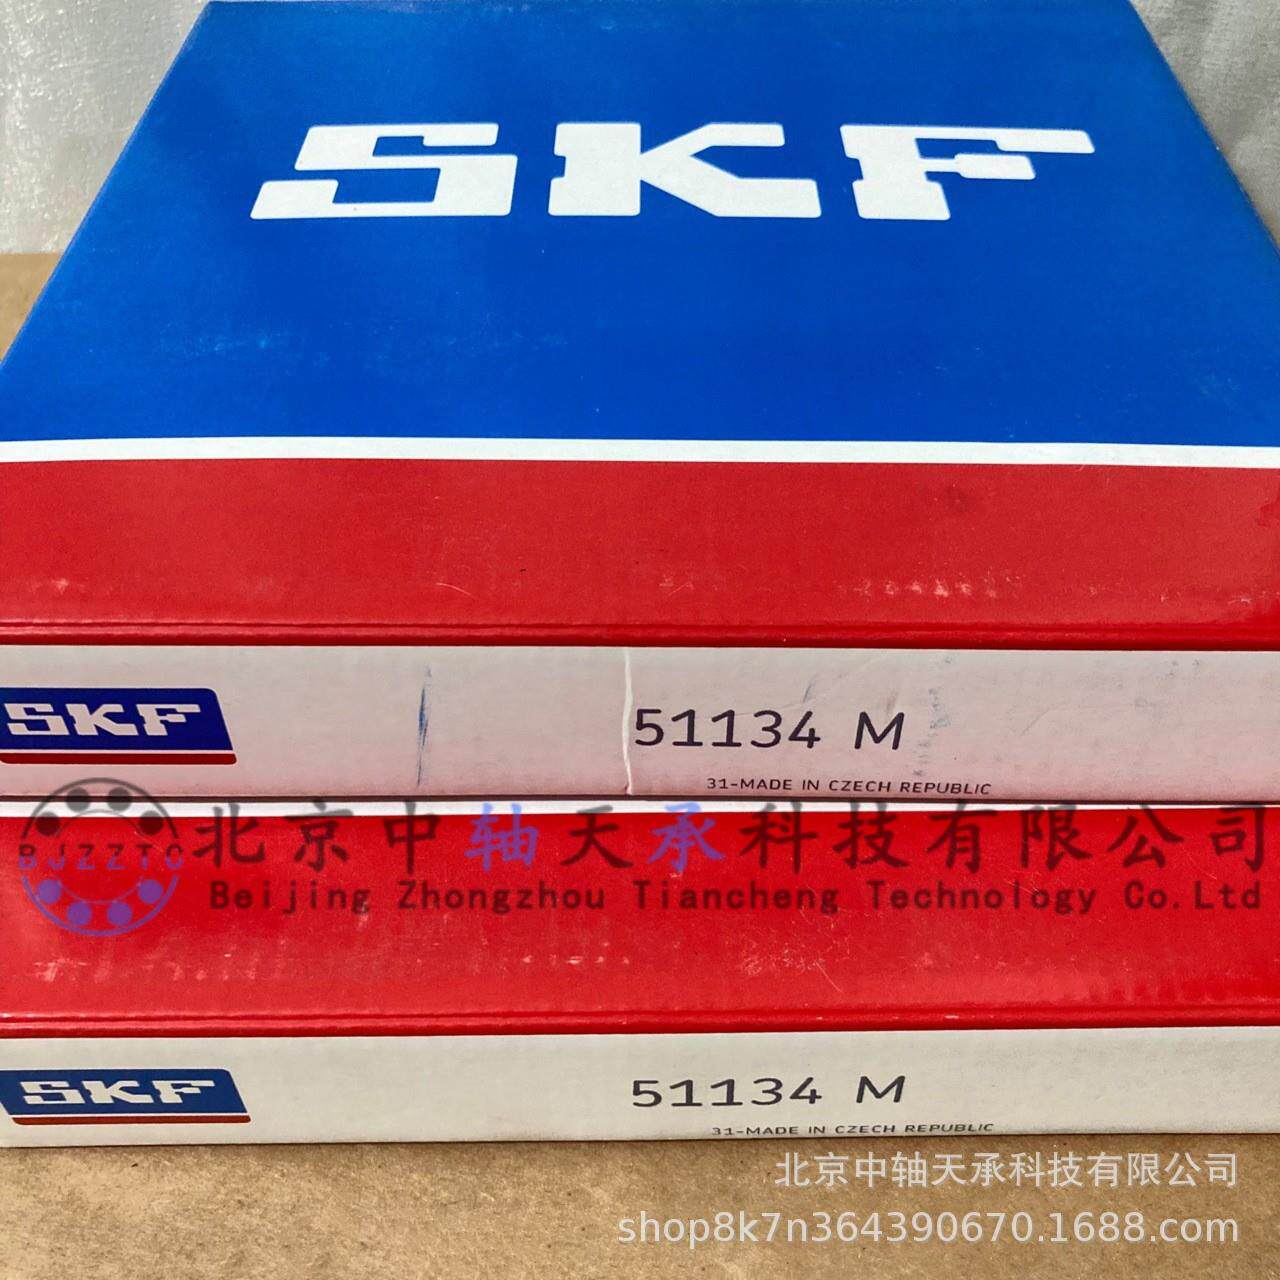 SKF
SKF
51134 M
31-MADE IN CZECH REPUBLIC
BJZZTC
北京中轴天承科技有限公司
Beijing Zhongzhou Tiancheng Technology Co.Ltd
SKF
51134 M
31-MADE IN CZECH REPUBLIC
北京中轴天承科技有限公司
shop8k7n364390670.1688.com